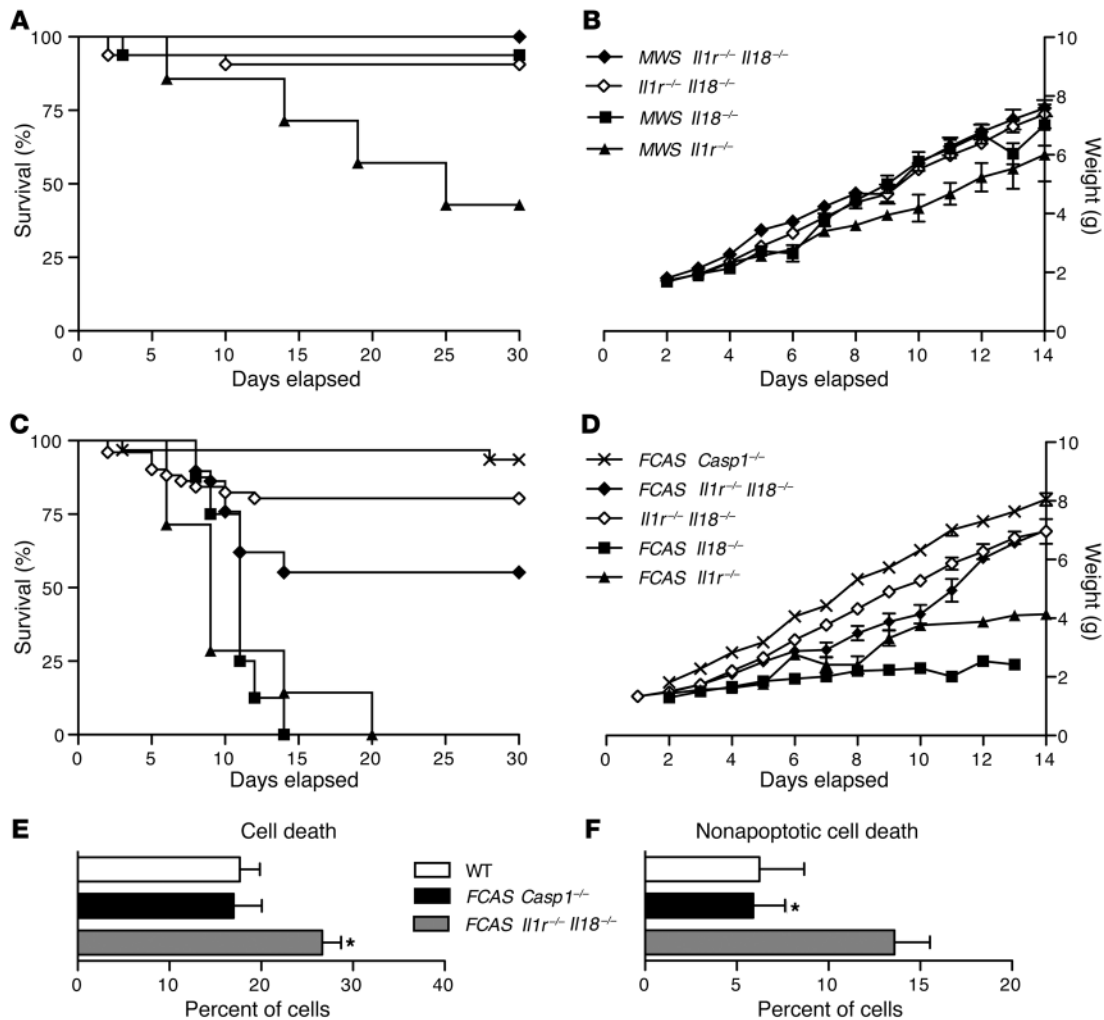 A
Survival (%)
100
75
50
25
0
0 5 10 15 20 25 30
Days elapsed
B
MWS Il1r–/– Il18–/–
Il1r–/– Il18–/–
MWS Il18–/–
MWS Il1r–/–
10
8
6
4
2
0
Weight (g)
0 2 4 6 8 10 12 14
Days elapsed
C
Survival (%)
100
75
50
25
0
0 5 10 15 20 25 30
Days elapsed
D
FCAS Casp1–/–
FCAS Il1r–/– Il18–/–
Il1r–/– Il18–/–
FCAS Il18–/–
FCAS Il1r–/–
10
8
6
4
2
0
Weight (g)
0 2 4 6 8 10 12 14
Days elapsed
E
Cell death
*
0 10 20 30 40
Percent of cells
WT
FCAS Casp1–/–
FCAS Il1r–/– Il18–/–
F
Nonapoptotic cell death
*
0 5 10 15 20
Percent of cells